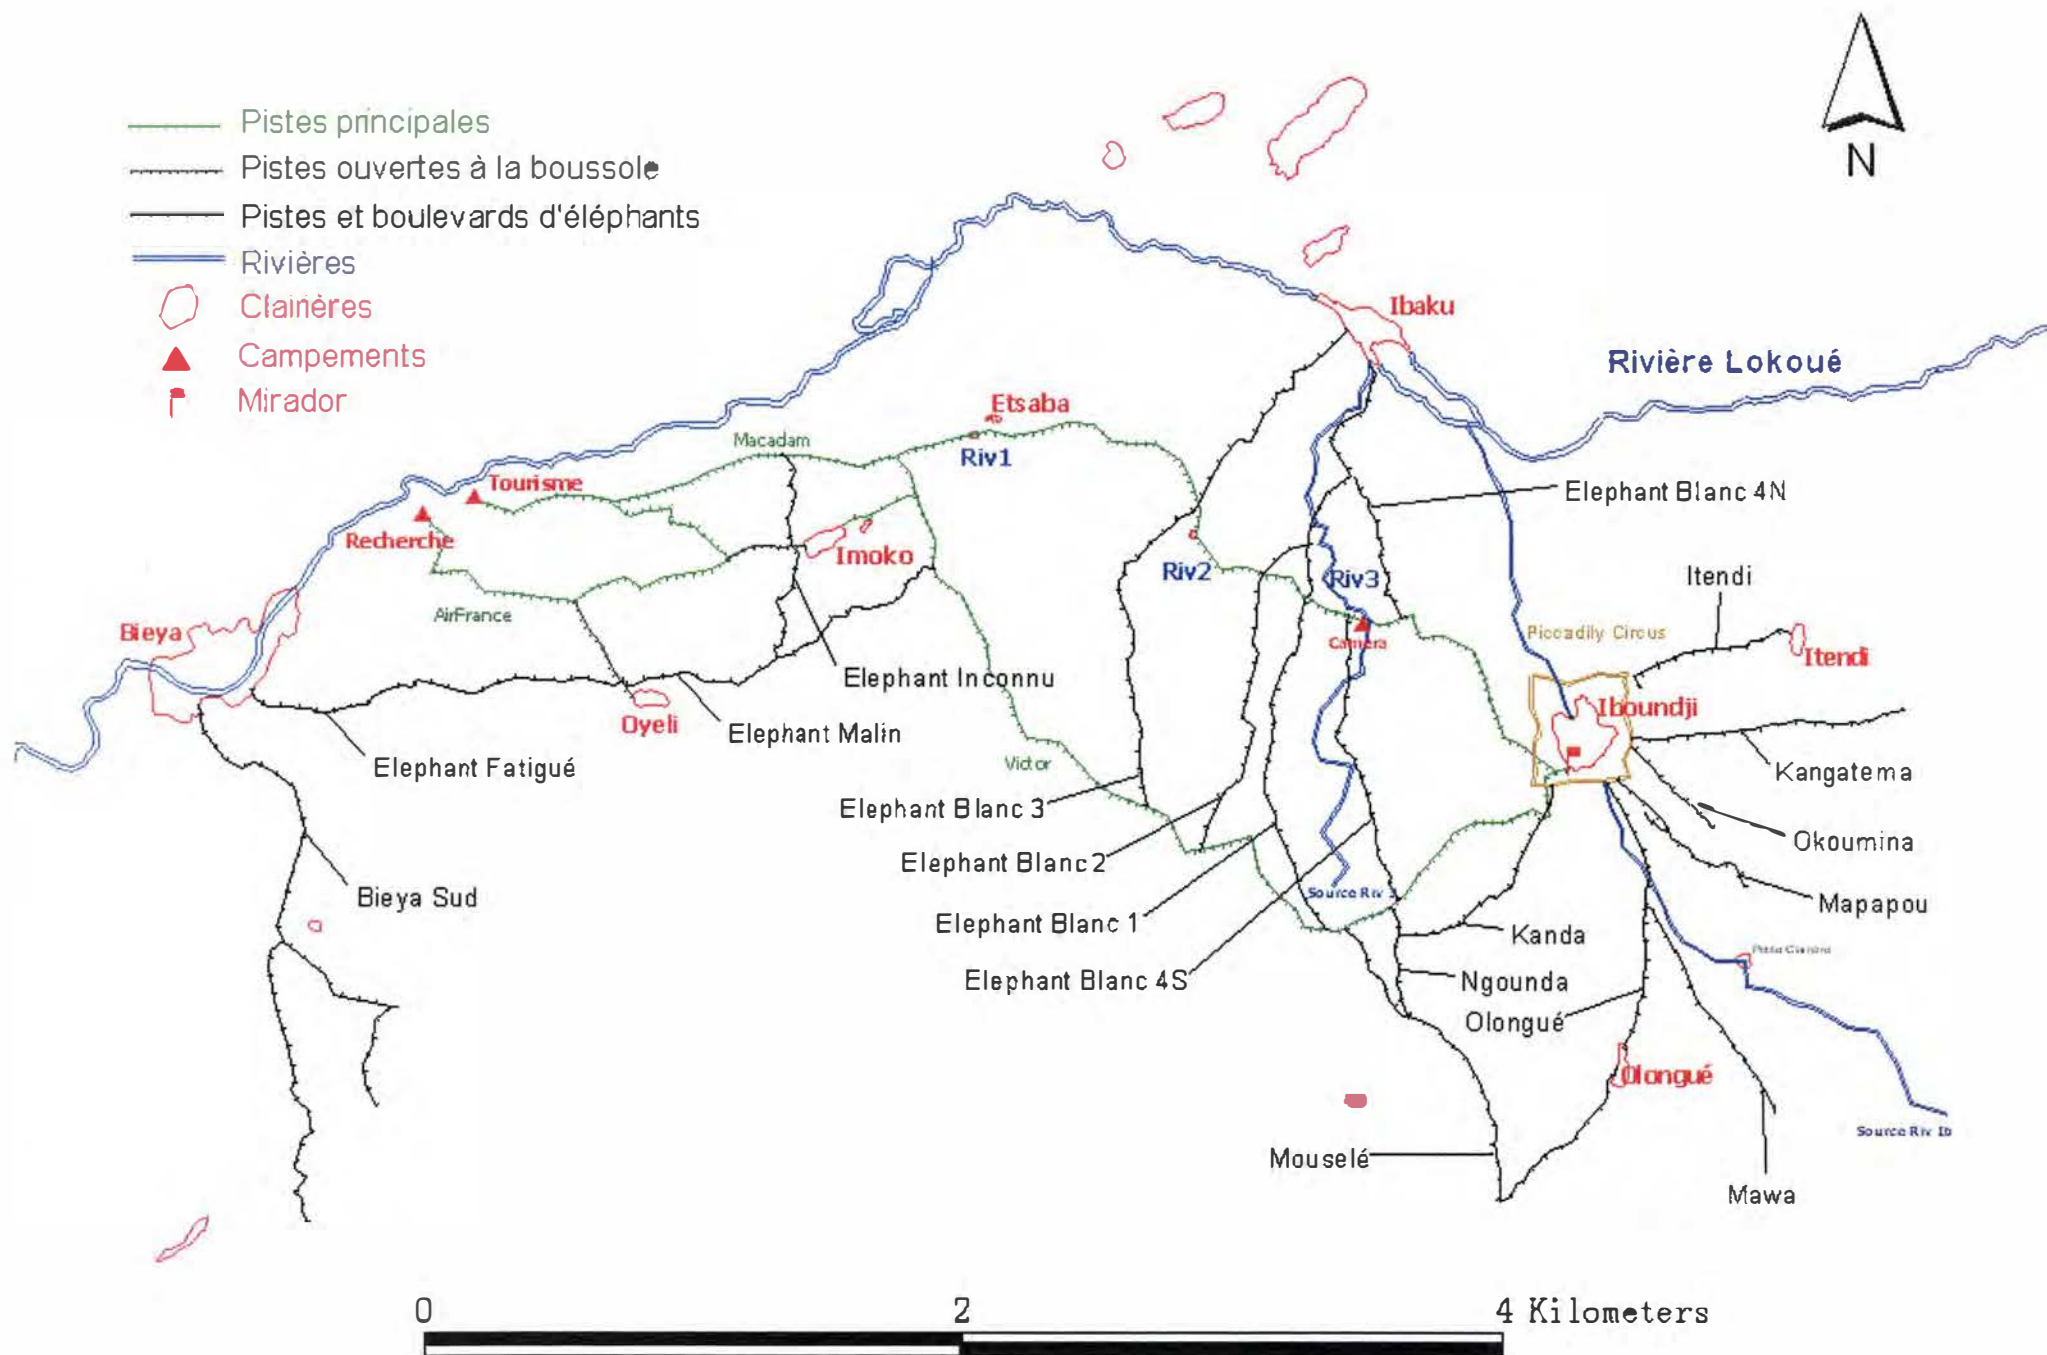 Pistes principales
Pistes ouvertes à la boussole
Pistes et boulevards d'éléphants
Rivières
Clairières
Campements
Mirador
N
Ibaku
Rivière Lokoué
Etsaba
Macadam
Riv1
Tourisme
Elephant Blanc 4N
Recherche
Imoko
Riv2
Riv3
Itendi
AirFrance
Bieya
Camera
Piccadily Circus
Itendi
Elephant Inconnu
Iboundji
Oyeli
Elephant Malin
Elephant Fatigué
Victor
Kangatema
Elephant Blanc 3
Okoumina
Elephant Blanc 2
Bieya Sud
Source Riv
Mapapou
Elephant Blanc 1
Kanda
Petite Clairière
Elephant Blanc 4S
Ngounda
Olongué
Olongué
Source Riv Ib
Mouselé
Mawa
0 2 4 Kilometers